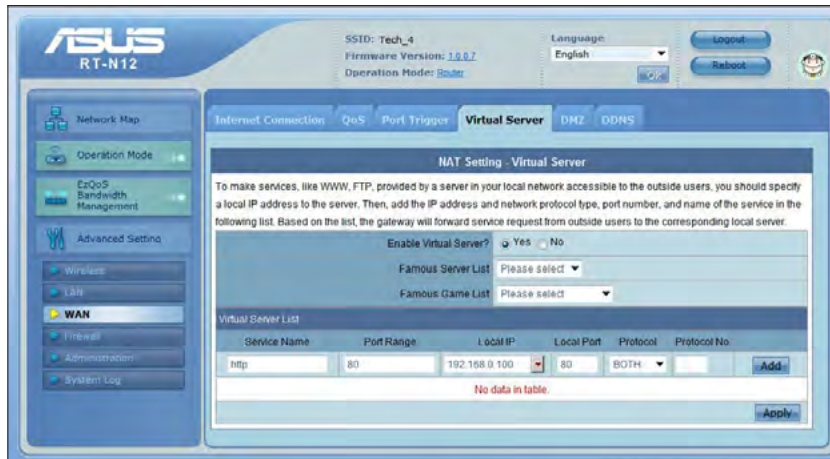 ASUS
RT-N12
SSID: Tech_4
Firmware Version: 1.0.0.7
Operation Mode: Router
Language:
English
OK
Logout
Reboot
Network Map
Operation Mode
EzQoS
Bandwidth
Management
Advanced Setting
Wireless
LAN
WAN
Firewall
Administration
System Log
Internet Connection QoS Port Trigger Virtual Server DMZ DDNS
NAT Setting - Virtual Server
To make services, like WWW, FTP, provided by a server in your local network accessible to the outside users, you should specify
a local IP address to the server. Then, add the IP address and network protocol type, port number, and name of the service in the
following list. Based on the list, the gateway will forward service request from outside users to the corresponding local server.
Enable Virtual Server? Yes No
Famous Server List Please select
Famous Game List Please select
Virtual Server List
Service Name Port Range Local IP Local Port Protocol Protocol No.
http 80 192.168.0.100 80 BOTH Add
No data in table.
Apply